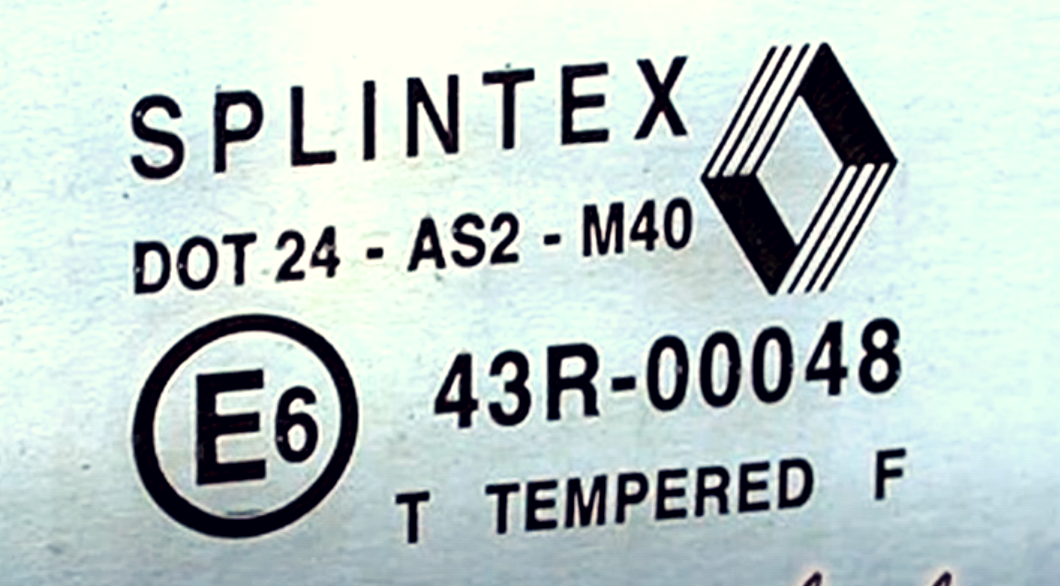 SPLINTEX
DOT 24 - AS2 - M40
E6
43R-00048
T TEMPERED F